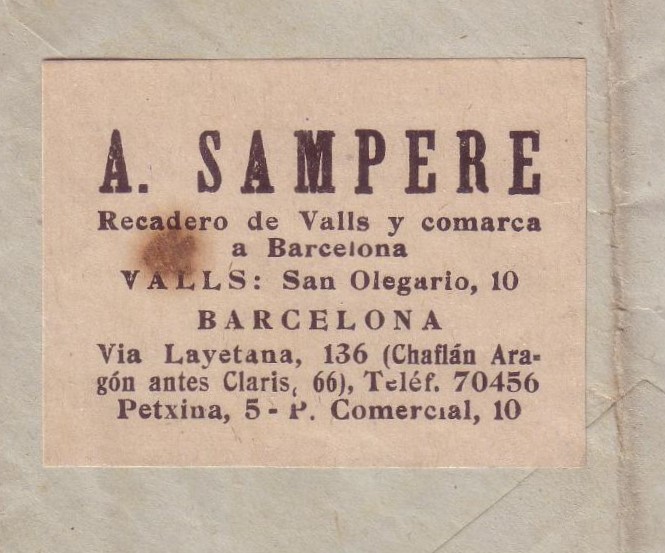 A. SAMPERE
Recadero de Valls y comarca
a Barcelona
VALLS: San Olegario, 10
BARCELONA
Via Layetana, 136 (Chaflán Ara-
gón antes Claris, 66), Teléf. 70456
Petxina, 5 - P. Comercial, 10